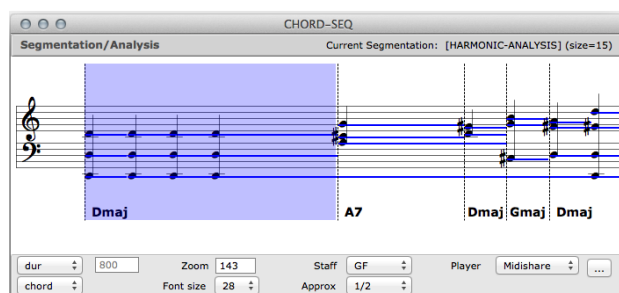 CHORD-SEQ
Segmentation/Analysis Current Segmentation: [HARMONIC-ANALYSIS] (size=15)
Dmaj A7 Dmaj Gmaj Dmaj
dur 800 Zoom 143 Staff GF Player Midishare ...
chord Font size 28 Approx 1/2